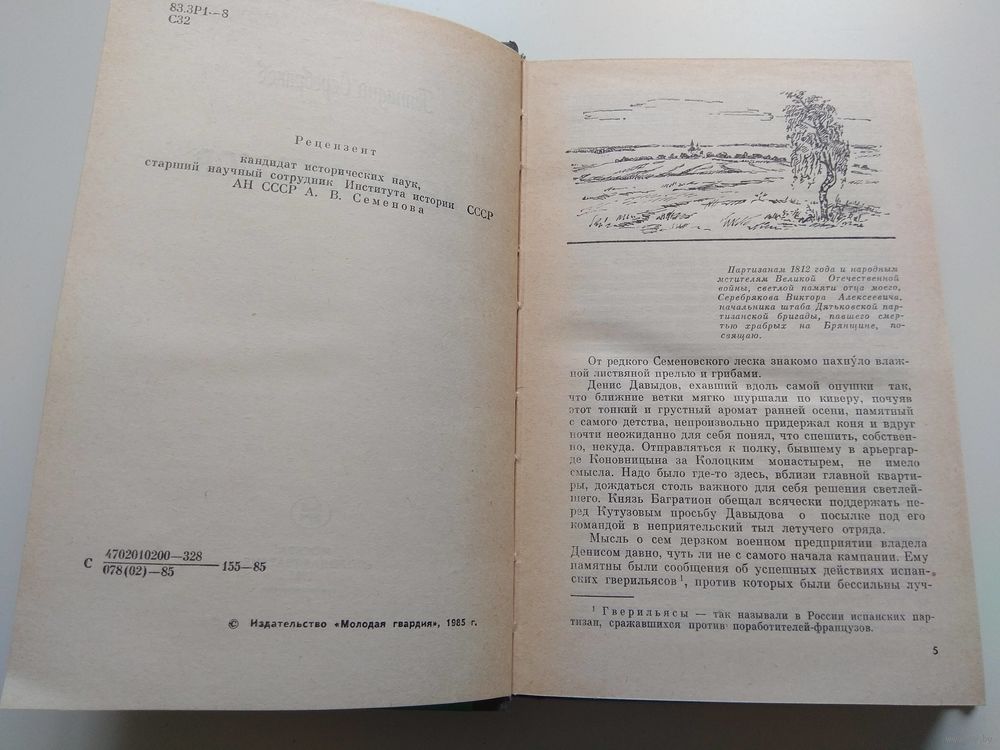 83.3Р1—8
С32
Рецензент
кандидат исторических наук,
старший научный сотрудник Института истории СССР
АН СССР А. В. Семенова
С 4702010200—328
078(02)—85
155—85
© Издательство «Молодая гвардия», 1985 г.
Партизанам 1812 года и народным
мстителям Великой Отечественной
войны, светлой памяти отца моего,
Серебрякова Виктора Алексеевича,
начальника штаба Дятьковской пар-
тизанской бригады, павшего смер-
тью храбрых на Брянщине, по-
свящаю.
От редкого Семеновского леска знакомо пахну́ло влаж-
ной листвяной прелью и грибами.
Денис Давыдов, ехавший вдоль самой опушки так,
что ближние ветки мягко шуршали по киверу, почуяв
этот тонкий и грустный аромат ранней осени, памятный
с самого детства, непроизвольно придержал коня и вдруг
почти неожиданно для себя понял, что спешить, собствен-
но, некуда. Отправляться к полку, бывшему в арьергар-
де Коновницына за Колоцким монастырем, не имело
смысла. Надо было где-то здесь, вблизи главной кварти-
ры, дождаться столь важного для себя решения светлей-
шего. Князь Багратион обещал всячески поддержать пе-
ред Кутузовым просьбу Давыдова о посылке под его
командой в неприятельский тыл летучего отряда.
Мысль о сем дерзком военном предприятии владела
Денисом давно, чуть ли не с самого начала кампании. Ему
памятны были сообщения об успешных действиях испан-
ских гверильясов¹, против которых были бессильны луч-
¹ Гверильясы — так называли в России испанских пар-
тизан, сражавшихся против поработителей-французов.
5